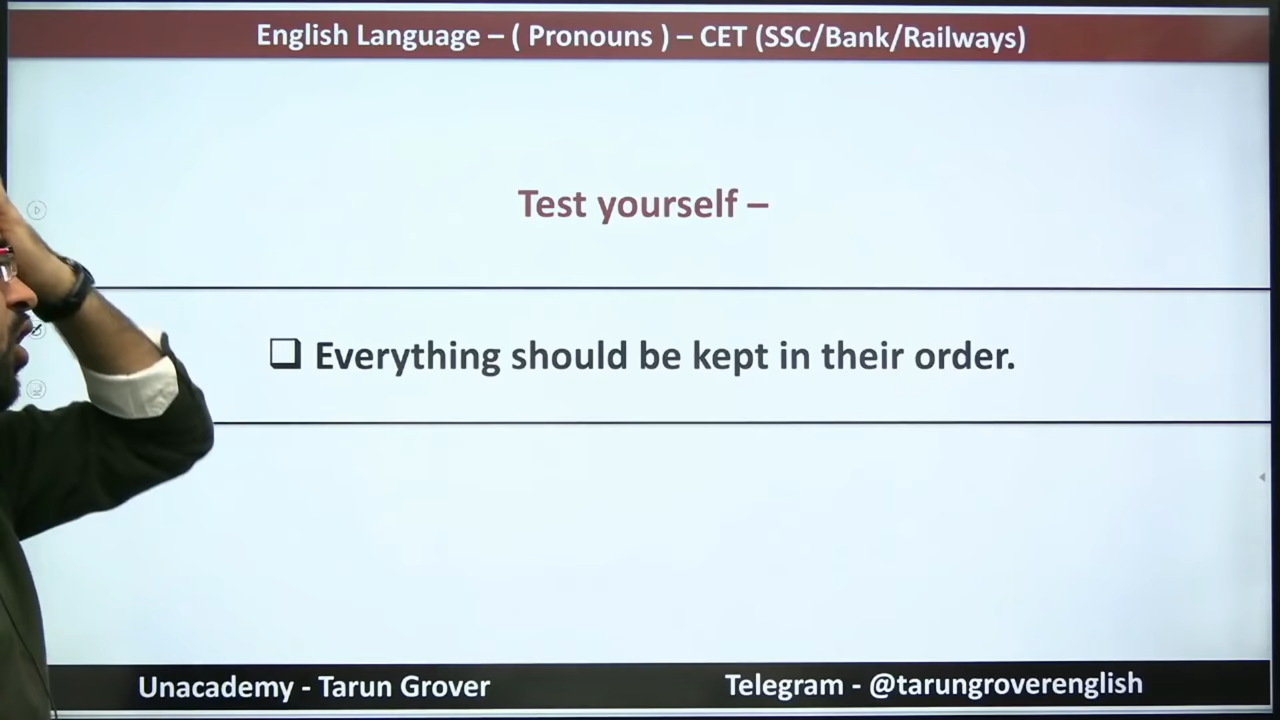 English Language – ( Pronouns ) – CET (SSC/Bank/Railways)
Test yourself –
❑ Everything should be kept in their order.
Unacademy - Tarun Grover
Telegram - @tarungroverenglish